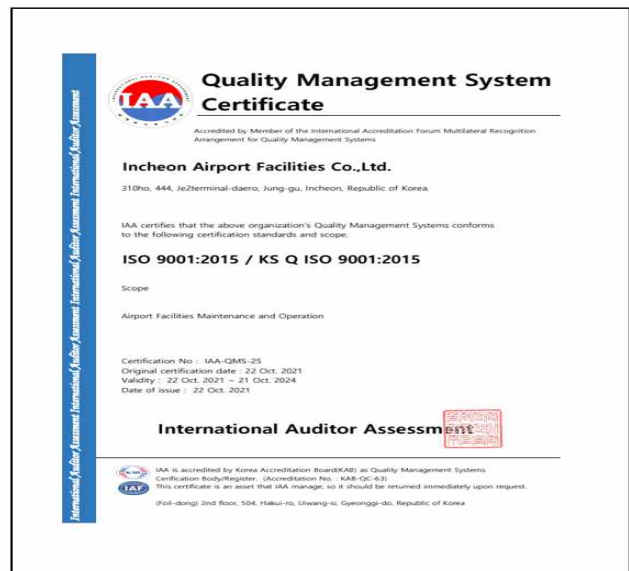 International Auditor Assessment International Auditor Assessment International Auditor Assessment International Auditor Assessment
IAA
Quality Management System
Certificate
Accredited by Member of the International Accreditation Forum Multilateral Recognition
Arrangement for Quality Management Systems
Incheon Airport Facilities Co.,Ltd.
310ho, 444, Je2terminal-daero, Jung-gu, Incheon, Republic of Korea.
IAA certifies that the above organization's Quality Management Systems conforms
to the following certification standards and scope.
ISO 9001:2015 / KS Q ISO 9001:2015
Scope
Airport Facilities Maintenance and Operation
Certification No : IAA-QMS-25
Original certification date : 22 Oct. 2021
Validity : 22 Oct. 2021 ~ 21 Oct. 2024
Date of issue : 22 Oct. 2021
International Auditor Assessment
IAA is accredited by Korea Accreditation Board(KAB) as Quality Management Systems
Cerification Body/Register. (Accreditation No. : KAB-QC-63)
This certificate is an asset that IAA manage, so it should be returned immediately upon request.
IAF
(Foil-dong) 2nd floor, 504, Hakui-ro, Uiwang-si, Gyeonggi-do, Republic of Korea